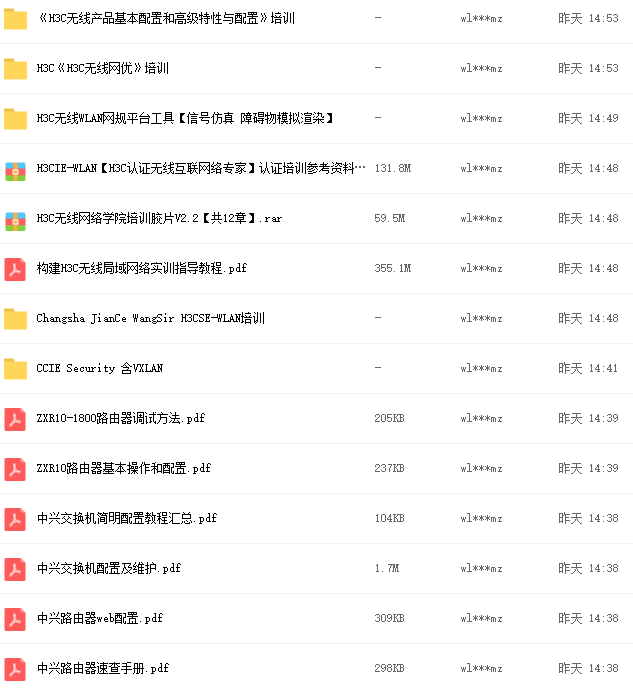 《H3C无线产品基本配置和高级特性与配置》培训 - wl***mz 昨天 14:53
H3C《H3C无线网优》培训 - wl***mz 昨天 14:53
H3C无线WLAN网规平台工具【信号仿真 障碍物模拟渲染】 - wl***mz 昨天 14:49
H3CIE-WLAN【H3C认证无线互联网络专家】认证培训参考资料… 131.8M wl***mz 昨天 14:48
H3C无线网络学院培训胶片V2.2【共12章】.rar 59.5M wl***mz 昨天 14:48
构建H3C无线局域网络实训指导教程.pdf 355.1M wl***mz 昨天 14:48
Changsha JianCe WangSir H3CSE-WLAN培训 - wl***mz 昨天 14:48
CCIE Security 含VXLAN - wl***mz 昨天 14:41
ZXR10-1800路由器调试方法.pdf 205KB wl***mz 昨天 14:39
ZXR10路由器基本操作和配置.pdf 237KB wl***mz 昨天 14:39
中兴交换机简明配置教程汇总.pdf 104KB wl***mz 昨天 14:38
中兴交换机配置及维护.pdf 1.7M wl***mz 昨天 14:38
中兴路由器web配置.pdf 309KB wl***mz 昨天 14:38
中兴路由器速查手册.pdf 298KB wl***mz 昨天 14:38